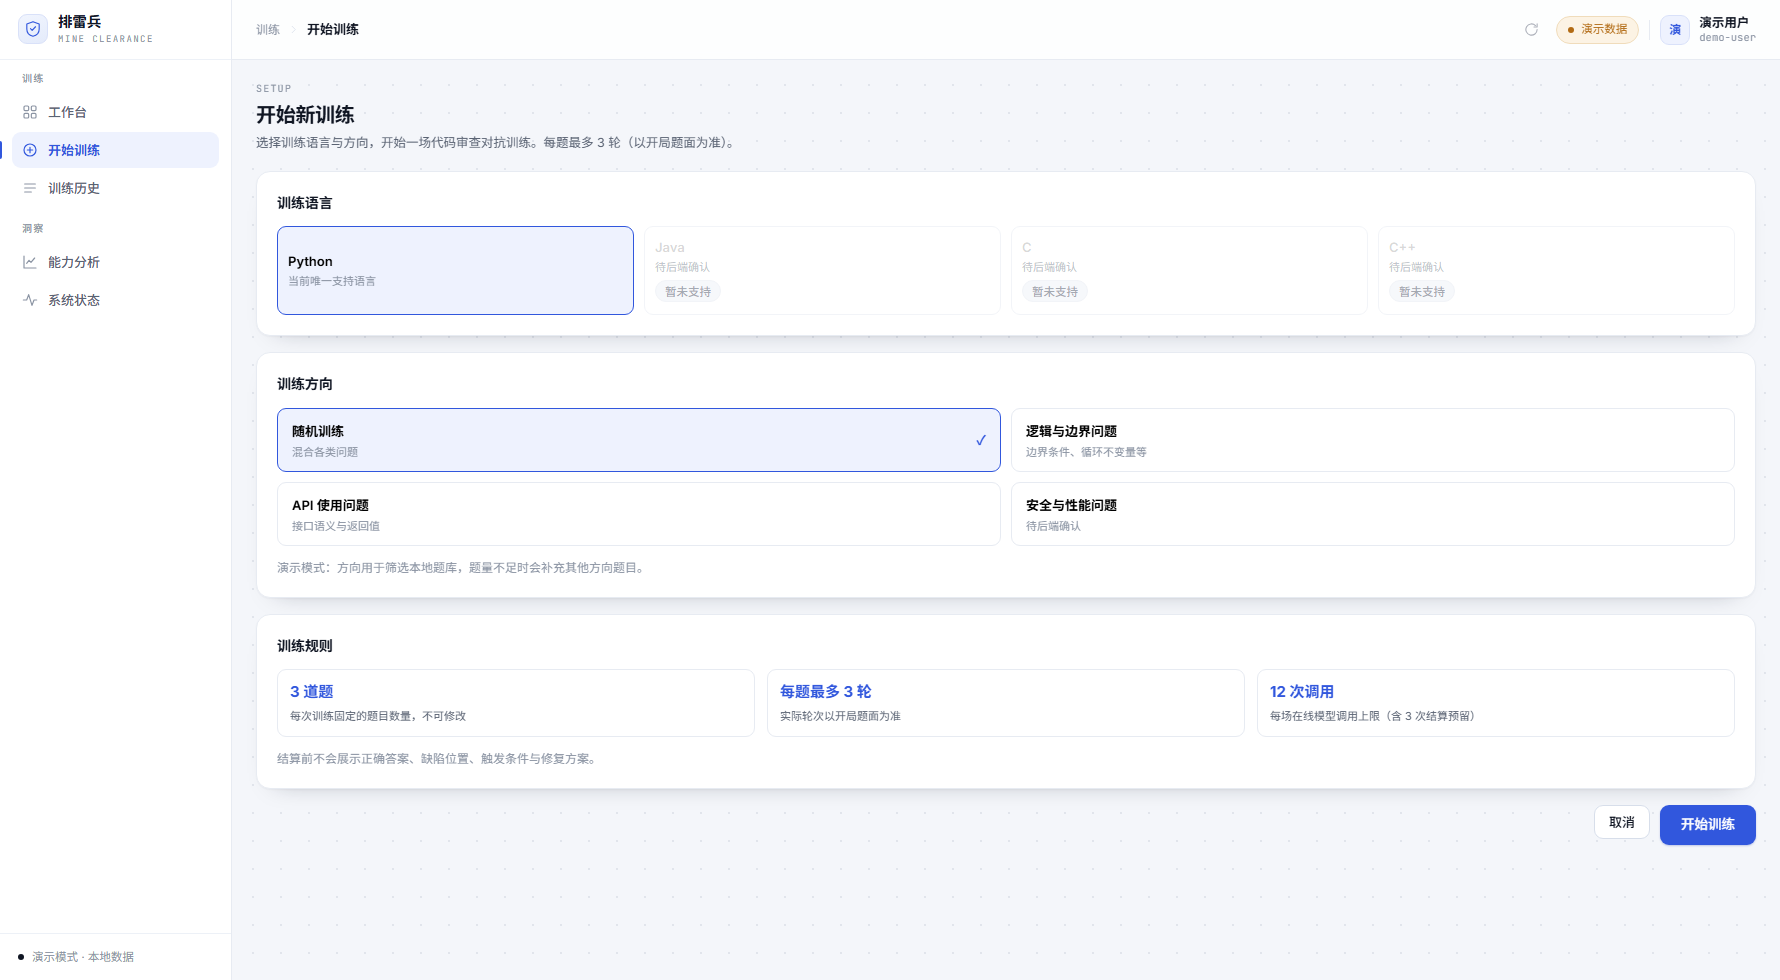 排雷兵
MINE CLEARANCE
训练
工作台
开始训练
训练历史
洞察
能力分析
系统状态
演示模式 · 本地数据
训练
开始训练
演示数据
演
演示用户
demo-user
SETUP
开始新训练
选择训练语言与方向，开始一场代码审查对抗训练。每题最多 3 轮（以开局题面为准）。
训练语言
Python
当前唯一支持语言
Java
待后端确认
暂未支持
C
待后端确认
暂未支持
C++
待后端确认
暂未支持
训练方向
随机训练
混合各类问题
逻辑与边界问题
边界条件、循环不变量等
API 使用问题
接口语义与返回值
安全与性能问题
待后端确认
演示模式：方向用于筛选本地题库，题量不足时会补充其他方向题目。
训练规则
3 道题
每次训练固定的题目数量，不可修改
每题最多 3 轮
实际轮次以开局题面为准
12 次调用
每场在线模型调用上限（含 3 次结算预留）
结算前不会展示正确答案、缺陷位置、触发条件与修复方案。
取消
开始训练